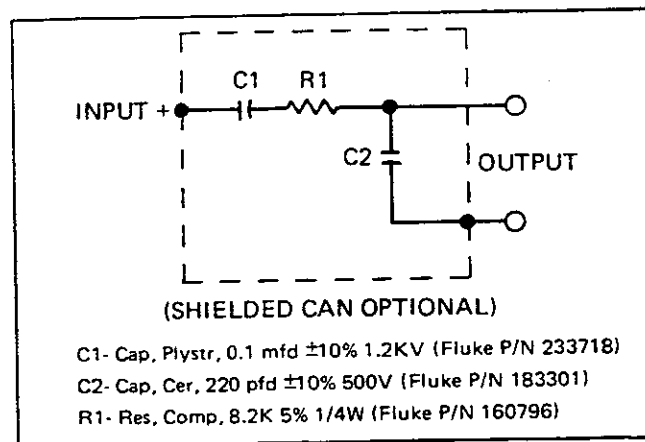 C1 R1
INPUT +
C2
OUTPUT
(SHIELDED CAN OPTIONAL)
C1- Cap, Plystr, 0.1 mfd ±10% 1.2KV (Fluke P/N 233718)
C2- Cap, Cer, 220 pfd ±10% 500V (Fluke P/N 183301)
R1- Res, Comp, 8.2K 5% 1/4W (Fluke P/N 160796)